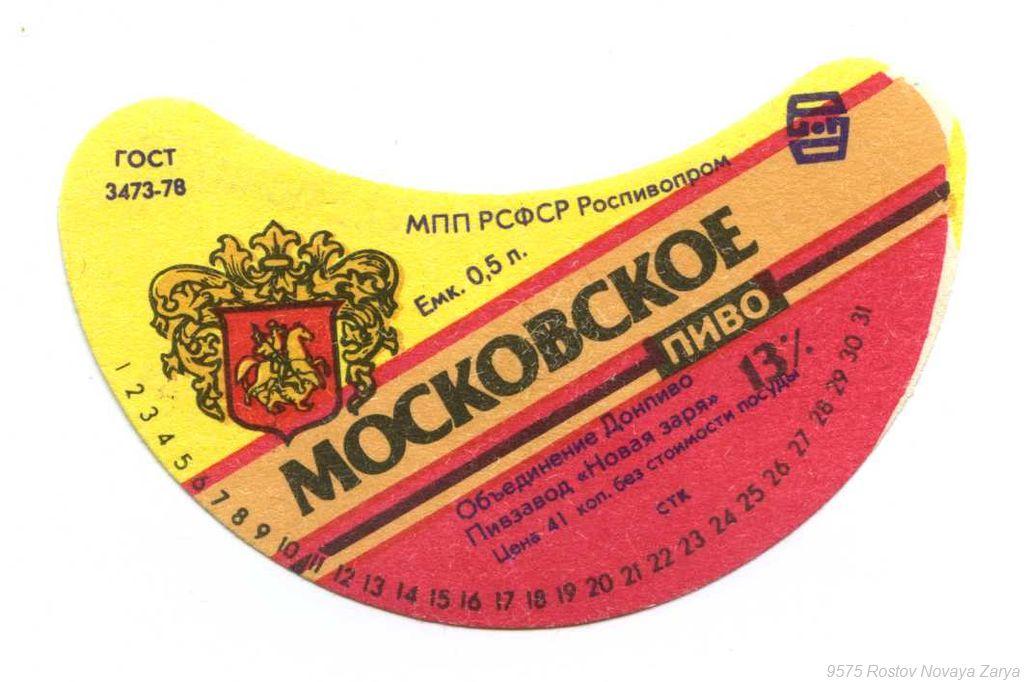 ГОСТ
3473-78
МПП РСФСР Роспивопром
Емк. 0,5 л.
МОСКОВСКОЕ
ПИВО
13%
Объединение Донпиво
Пивзавод «Новая заря»
Цена 41 коп. без стоимости посуды
СТК
1 2 3 4 5 6 7 8 9 10 11 12 13 14 15 16 17 18 19 20 21 22 23 24 25 26 27 28 29 30 31
9575 Rostov Novaya Zarya